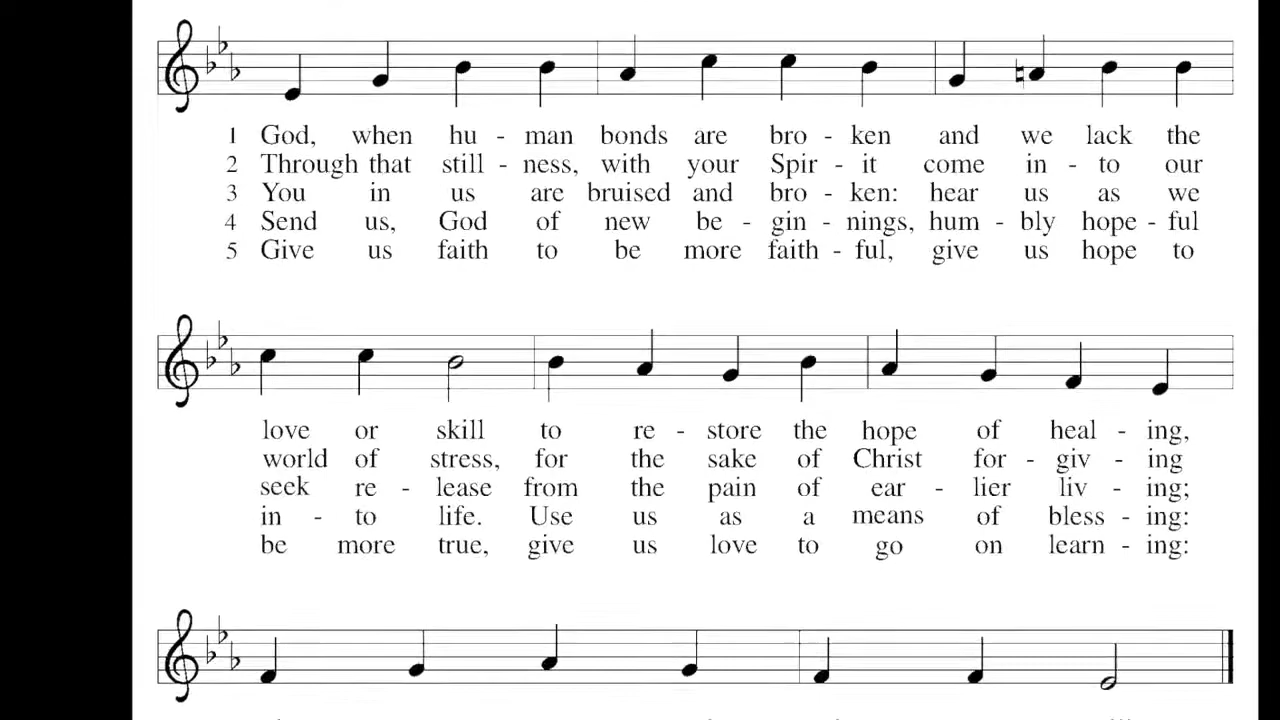 1 God, when hu - man bonds are bro - ken and we lack the
2 Through that still - ness, with your Spir - it come in - to our
3 You in us are bruised and bro - ken: hear us as we
4 Send us, God of new be - gin - nings, hum - bly hope - ful
5 Give us faith to be more faith - ful, give us hope to
love or skill to re - store the hope of heal - ing,
world of stress, for the sake of Christ for - giv - ing
seek re - lease from the pain of ear - lier liv - ing;
in - to life. Use us as a means of bless - ing:
be more true, give us love to go on learn - ing: